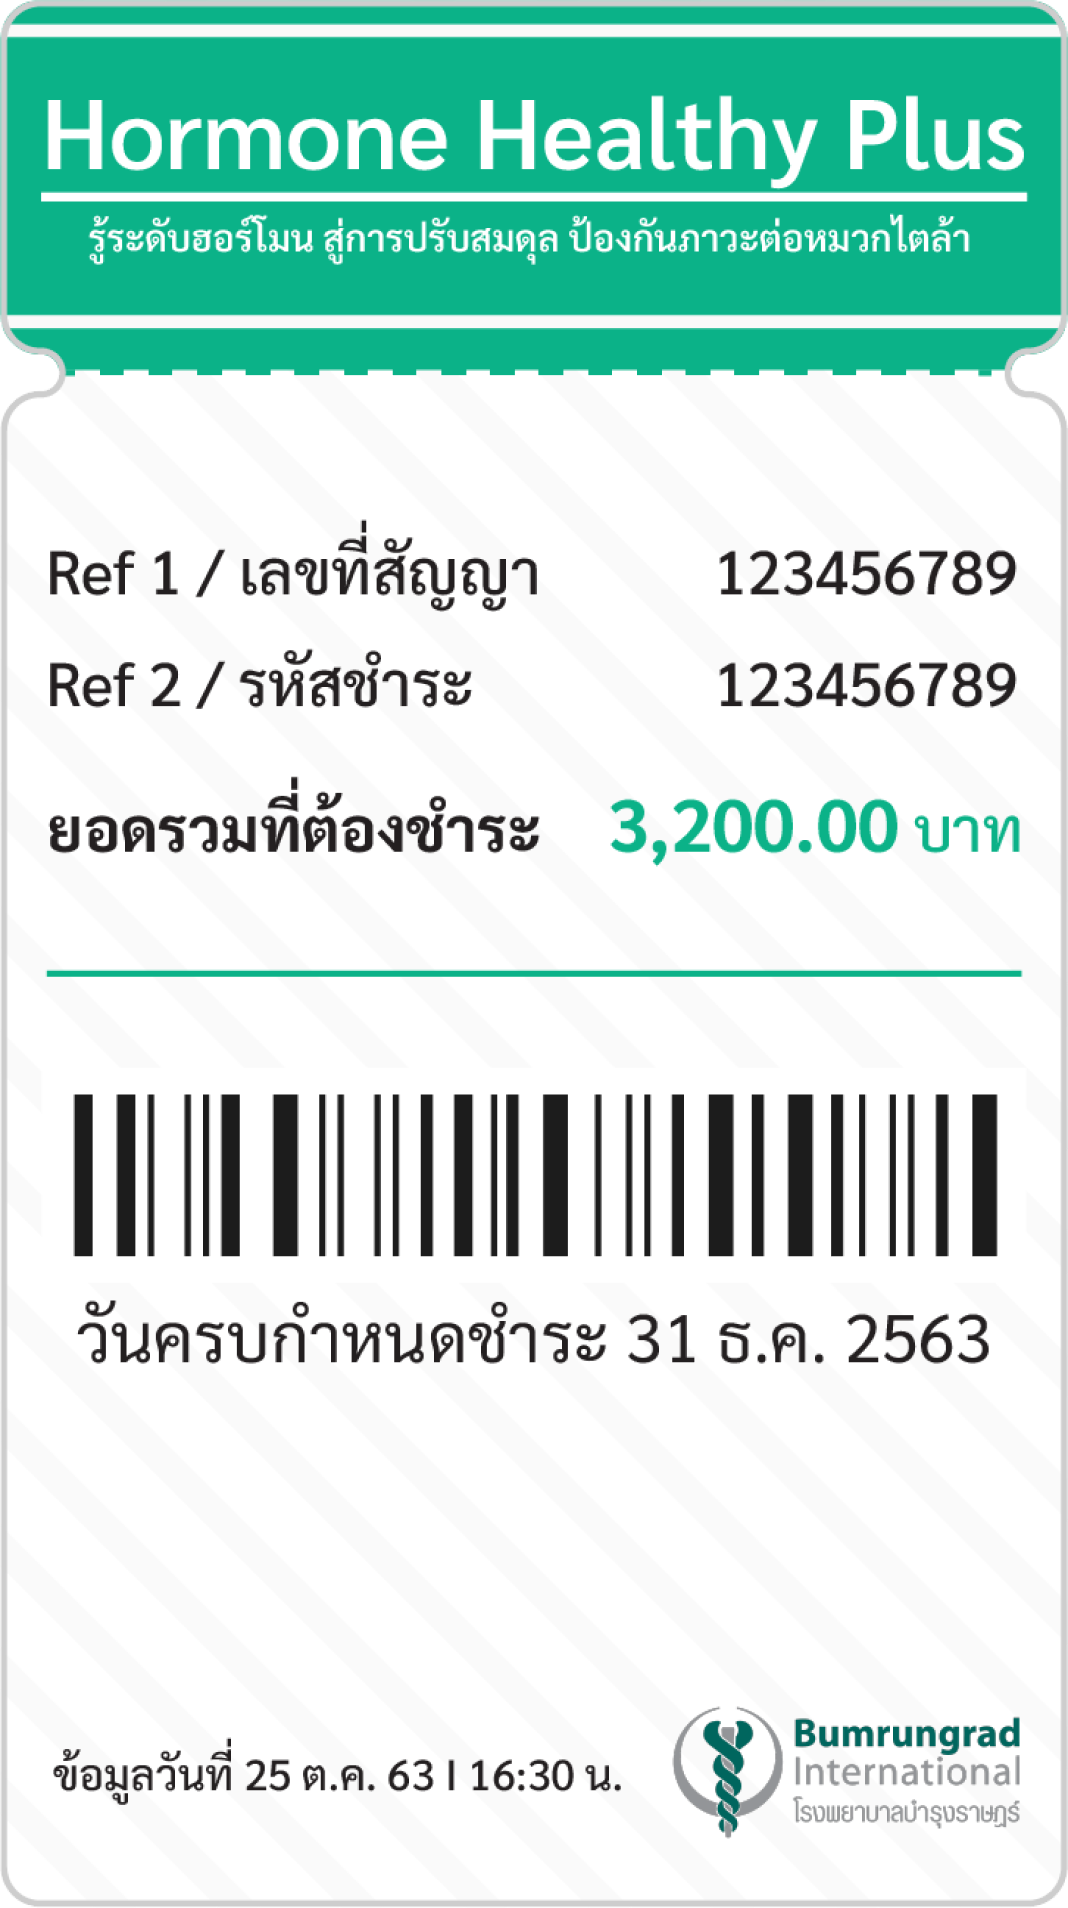 Hormone Healthy Plus
รู้ระดับฮอร์โมน สู่การปรับสมดุล ป้องกันภาวะต่อหมวกไตล้า
Ref 1 / เลขที่สัญญา 123456789
Ref 2 / รหัสชำระ 123456789
ยอดรวมที่ต้องชำระ 3,200.00 บาท
วันครบกำหนดชำระ 31 ธ.ค. 2563
ข้อมูลวันที่ 25 ต.ค. 63 | 16:30 น.
Bumrungrad
International
โรงพยาบาลบำรุงราษฎร์